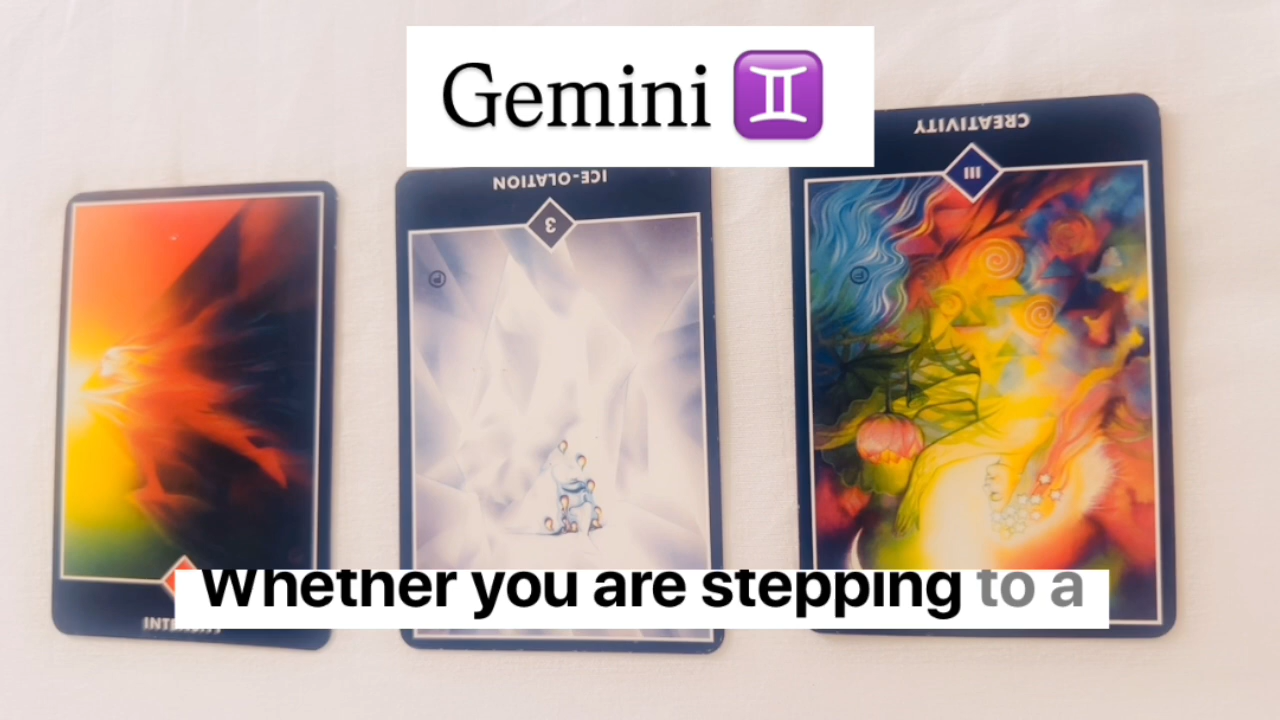 Gemini ♊
CREATIVITY
III
ICE-OLATION
3
Whether you are stepping to a